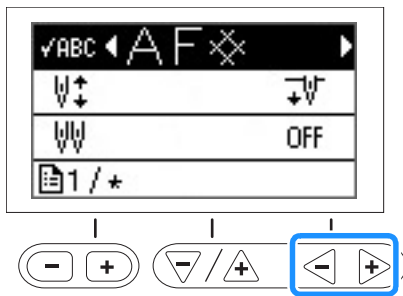 ✓ABC A F
OFF
1 / *
- +
- / +
- +